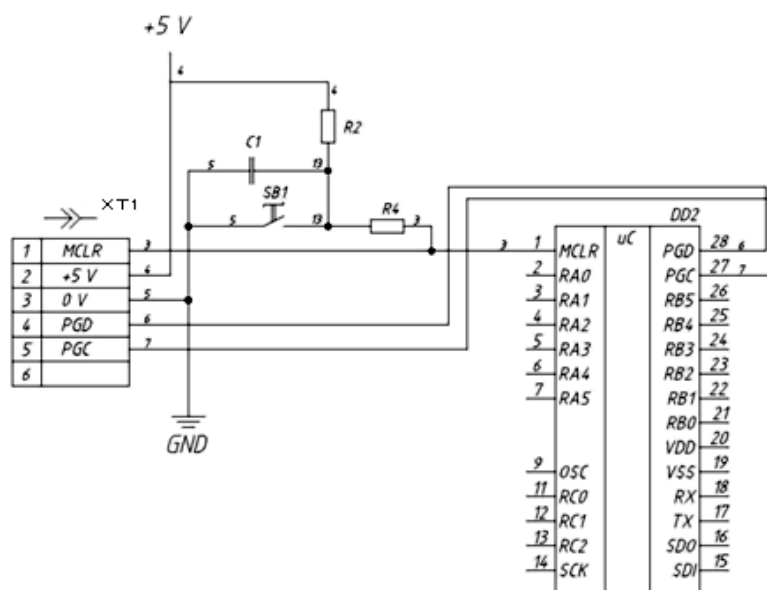 +5 V
4
4
R2
C1
5
13
XT1
SB1
5
13
R4
3
DD2
1 MCLR 3
2 +5 V 4
3 0 V 5
4 PGD 6
5 PGC 7
6
GND
uC
3 1 MCLR PGD 28 6
2 RA0 PGC 27 7
3 RA1 RB5 26
4 RA2 RB4 25
5 RA3 RB3 24
6 RA4 RB2 23
7 RA5 RB1 22
RB0 21
VDD 20
9 OSC VSS 19
11 RC0 RX 18
12 RC1 TX 17
13 RC2 SDO 16
14 SCK SDI 15